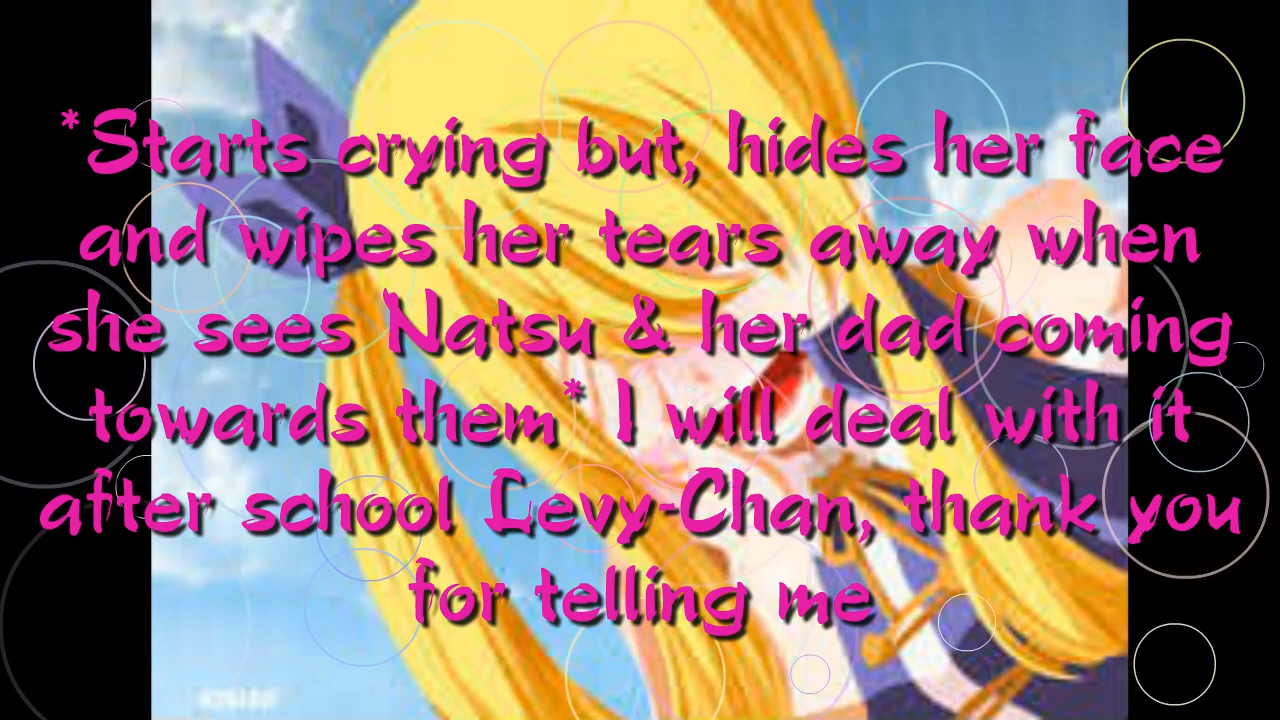 *Starts crying but, hides her face
and wipes her tears away when
she sees Natsu & her dad coming
towards them* I will deal with it
after school Levy-Chan, thank you
for telling me